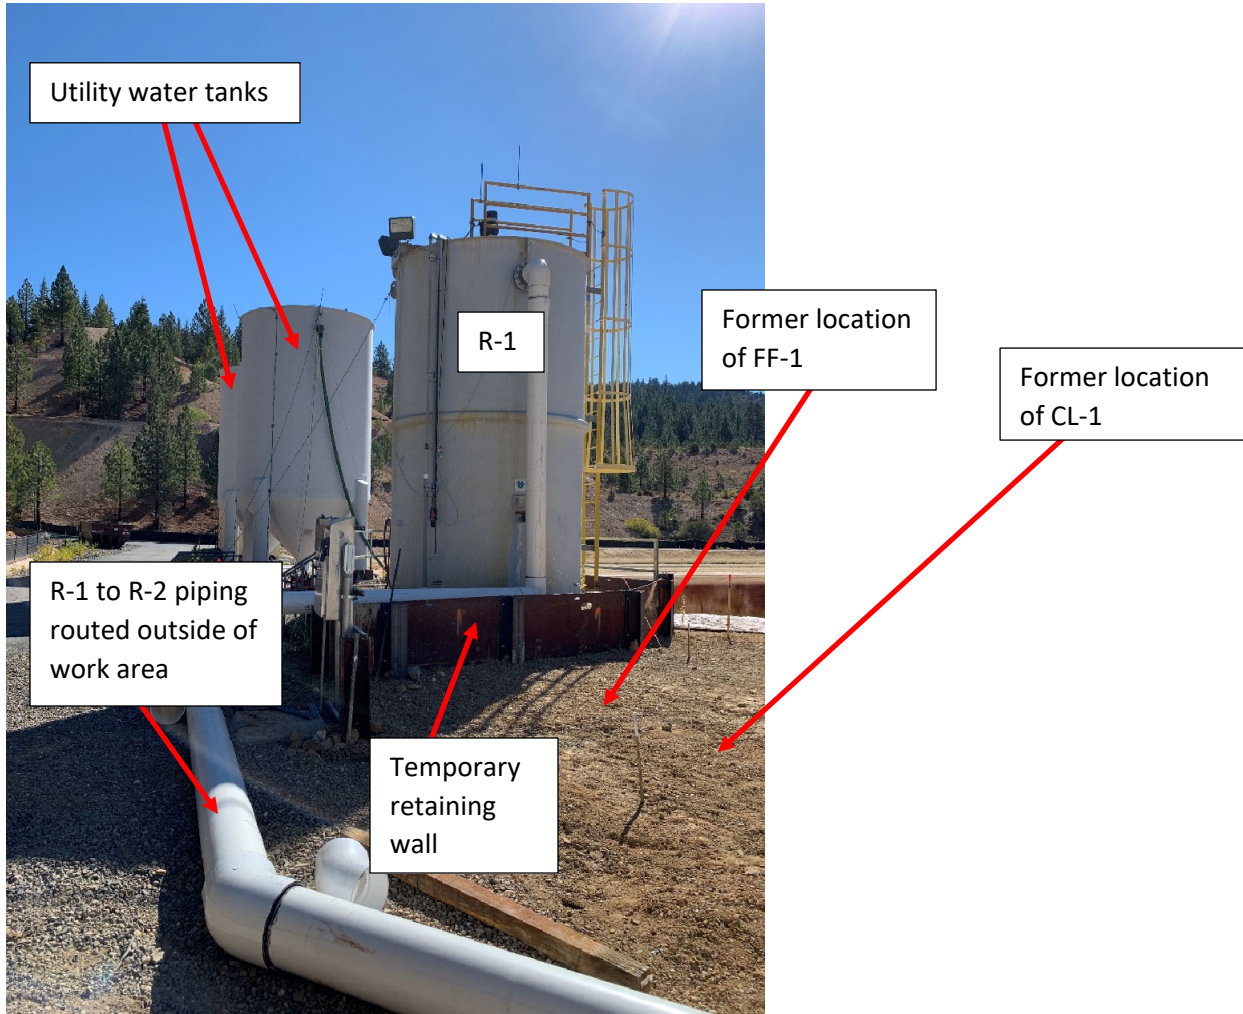 Utility water tanks
R-1
Former location
of FF-1
Former location
of CL-1
R-1 to R-2 piping
routed outside of
work area
Temporary
retaining
wall